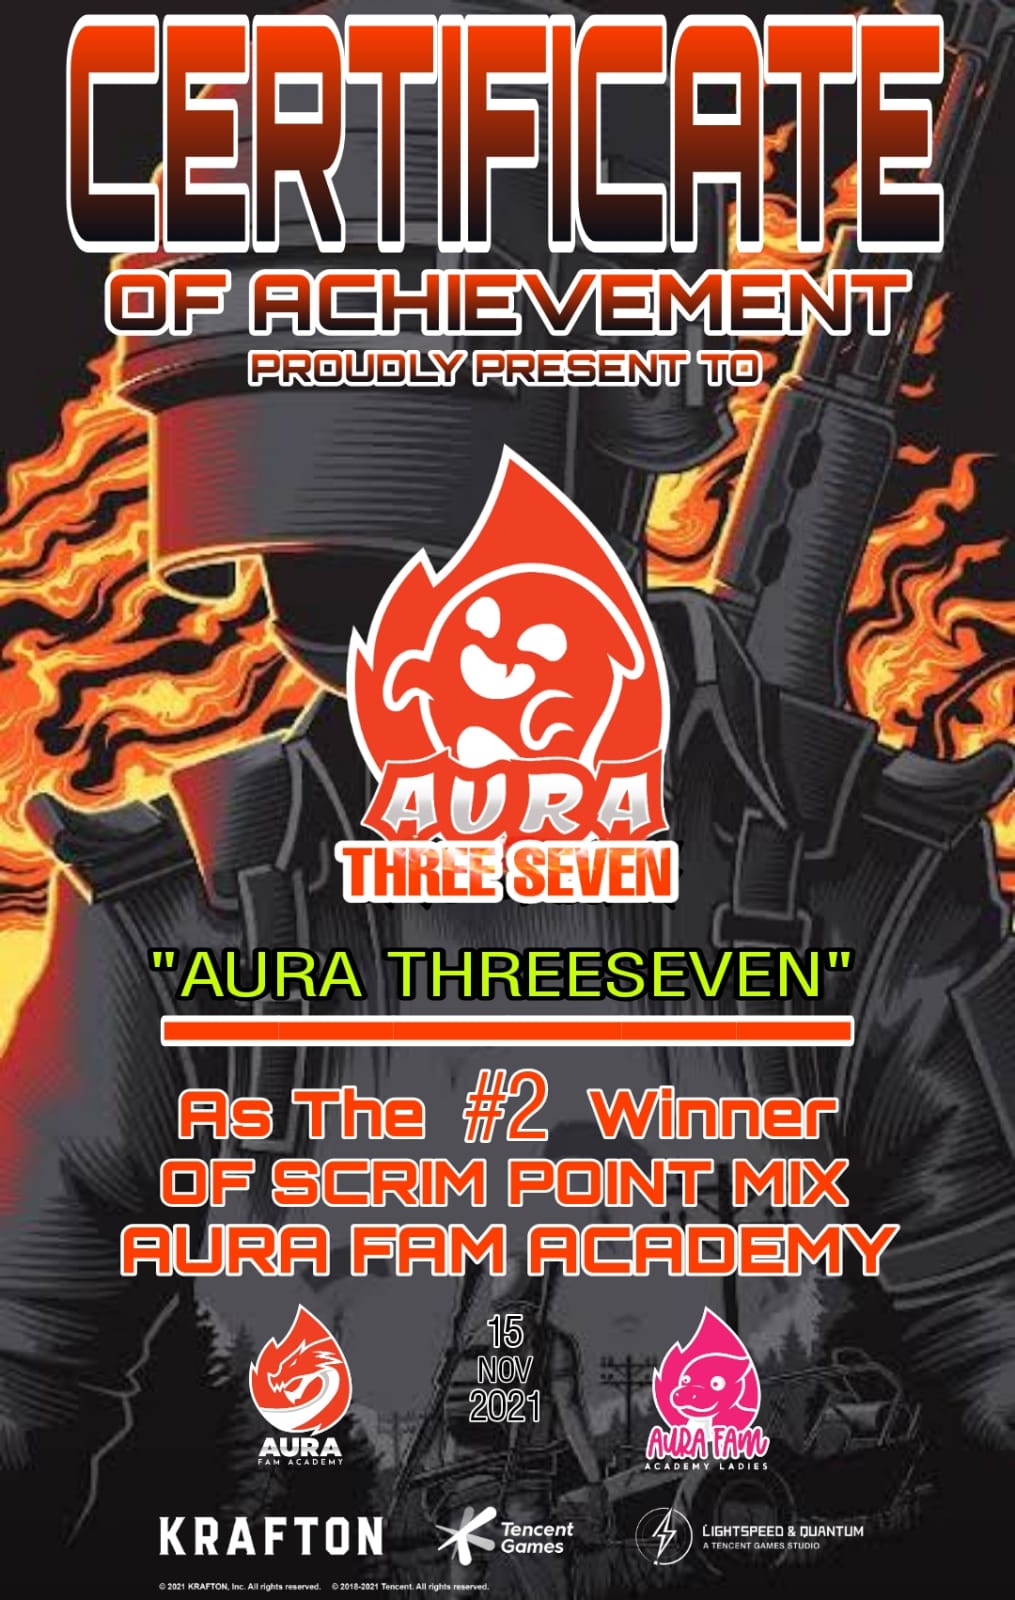 CERTIFICATE
OF ACHIEVEMENT
PROUDLY PRESENT TO
AURA
THREE SEVEN
"AURA THREESEVEN"
As The #2 Winner
OF SCRIM POINT MIX
AURA FAM ACADEMY
15
NOV
2021
AURA
FAM ACADEMY
AURA FAM
ACADEMY LADIES
KRAFTON
Tencent
Games
LIGHTSPEED & QUANTUM
A TENCENT GAMES STUDIO
© 2021 KRAFTON, Inc. All rights reserved. © 2018-2021 Tencent. All rights reserved.